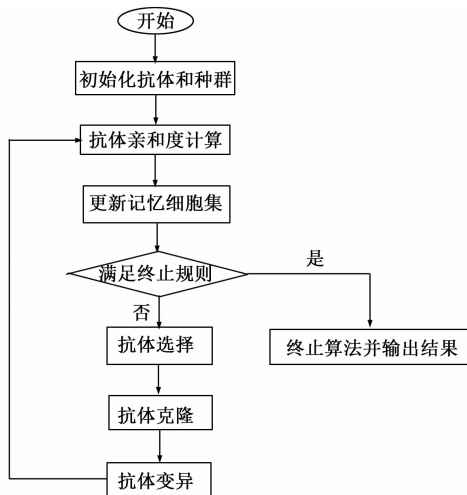 开始
初始化抗体和种群
抗体亲和度计算
更新记忆细胞集
满足终止规则
是
否
抗体选择
终止算法并输出结果
抗体克隆
抗体变异